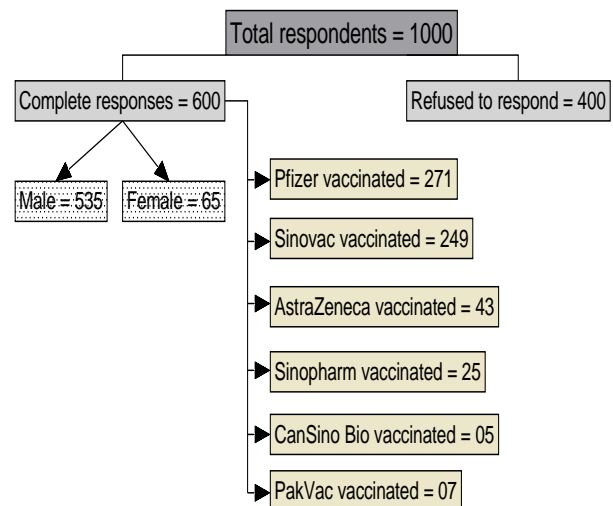 Total respondents = 1000
Complete responses = 600
Refused to respond = 400
Male = 535
Female = 65
Pfizer vaccinated = 271
Sinovac vaccinated = 249
AstraZeneca vaccinated = 43
Sinopharm vaccinated = 25
CanSino Bio vaccinated = 05
PakVac vaccinated = 07